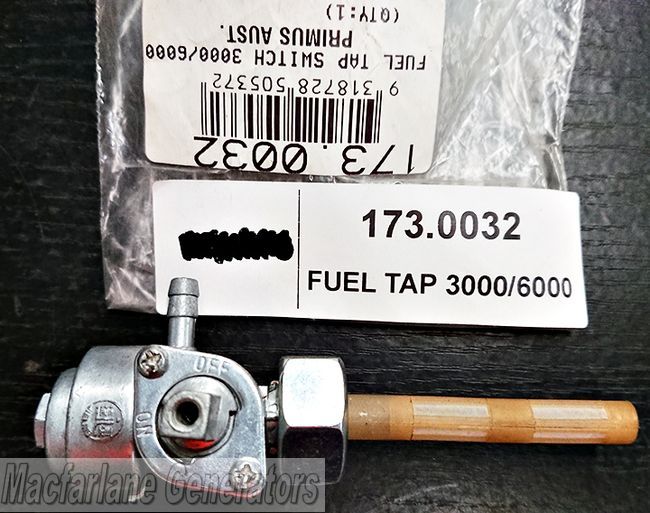 (QTY:1)
PRIMUS AUST.
FUEL TAP SWITCH 3000/6000
9 318728 505372
173.0032
173.0032
FUEL TAP 3000/6000
OFF
ON
Macfarlane Generators